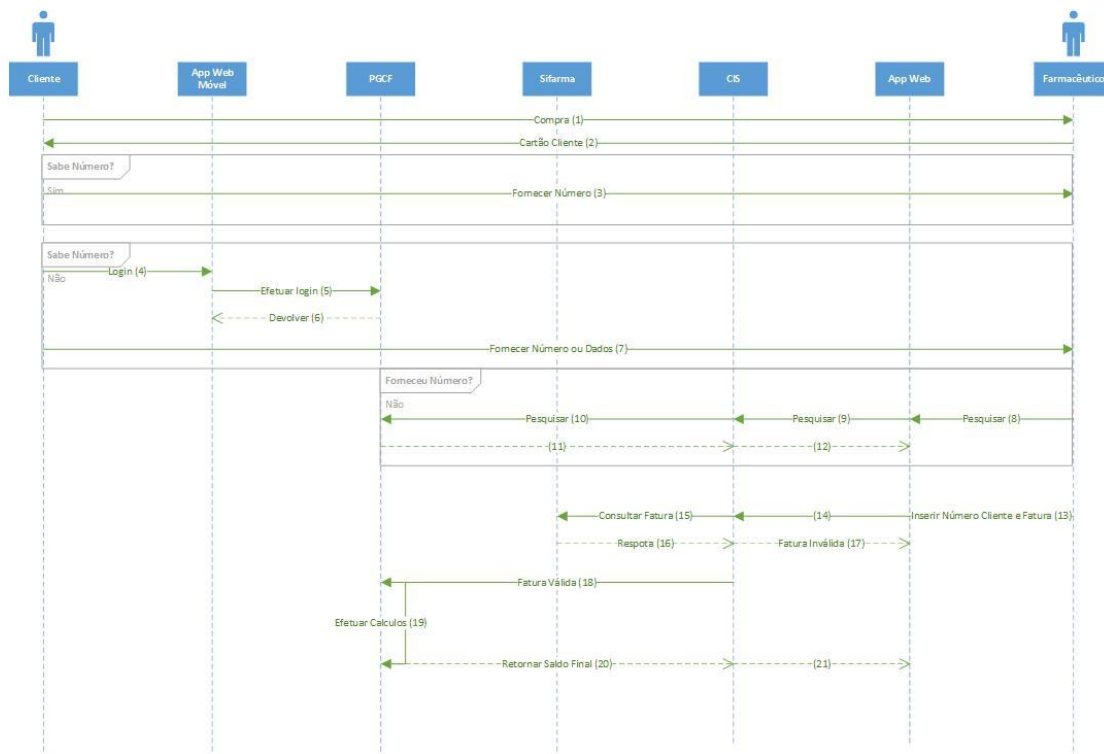 Cliente
App Web
Móvel
PGCF
Sifarma
CIS
App Web
Farmacêutico
Compra (1)
Cartão Cliente (2)
Sabe Número?
Sim
Fornecer Número (3)
Sabe Número?
Não
Login (4)
Efetuar login (5)
Devolver (6)
Fornecer Número ou Dados (7)
Forneceu Número?
Não
Pesquisar (10)
Pesquisar (9)
Pesquisar (8)
(11)
(12)
Consultar Fatura (15)
(14)
Inserir Número Cliente e Fatura (13)
Respota (16)
Fatura Inválida (17)
Fatura Válida (18)
Efetuar Calculos (19)
Retornar Saldo Final (20)
(21)